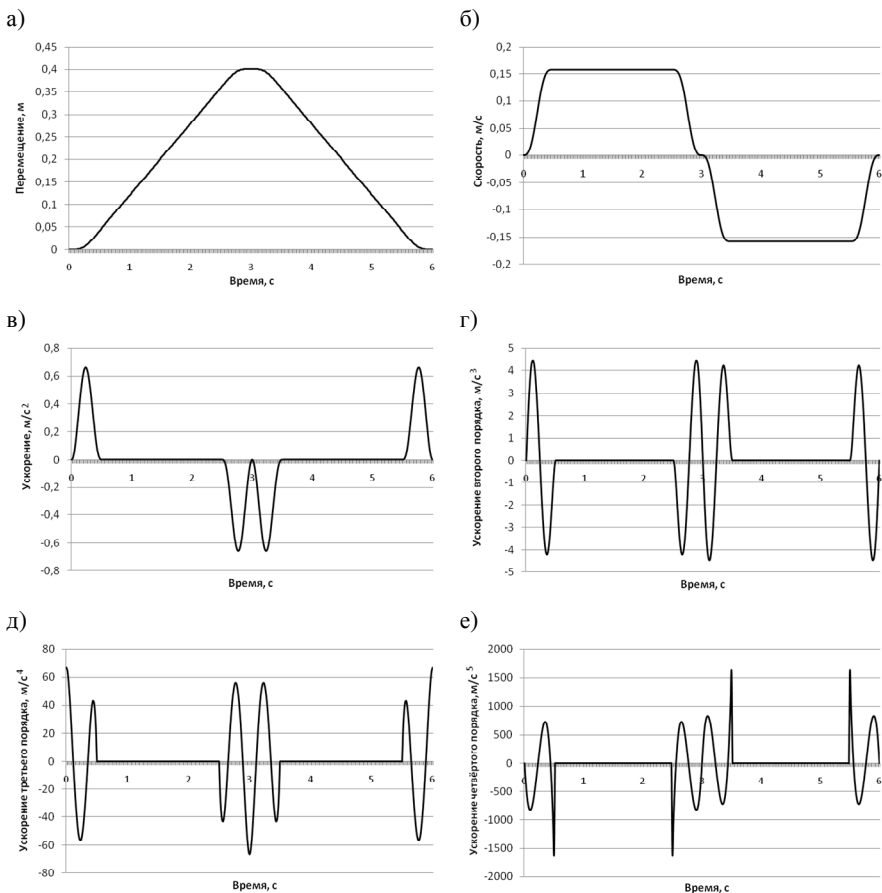 а)
0,45
0,4
0,35
0,3
0,25
0,2
0,15
0,1
0,05
0
Перемещение, м
0 1 2 3 4 5 6
Время, с
б)
0,2
0,15
0,1
0,05
0
-0,05
-0,1
-0,15
-0,2
Скорость, м/с
0 1 2 3 4 5 6
Время, с
в)
0,8
0,6
0,4
0,2
0
-0,2
-0,4
-0,6
-0,8
Ускорение, м/с2
0 1 2 3 4 5 6
Время, с
г)
5
4
3
2
1
0
-1
-2
-3
-4
-5
Ускорение второго порядка, м/с 3
0 1 2 3 4 5 6
Время, с
д)
80
60
40
20
0
-20
-40
-60
-80
Ускорение третьего порядка, м/с4
0 1 2 3 4 5 6
Время, с
е)
2000
1500
1000
500
0
-500
-1000
-1500
-2000
Ускорение четвёртого порядка,м/с5
0 1 2 3 4 5 6
Время, с